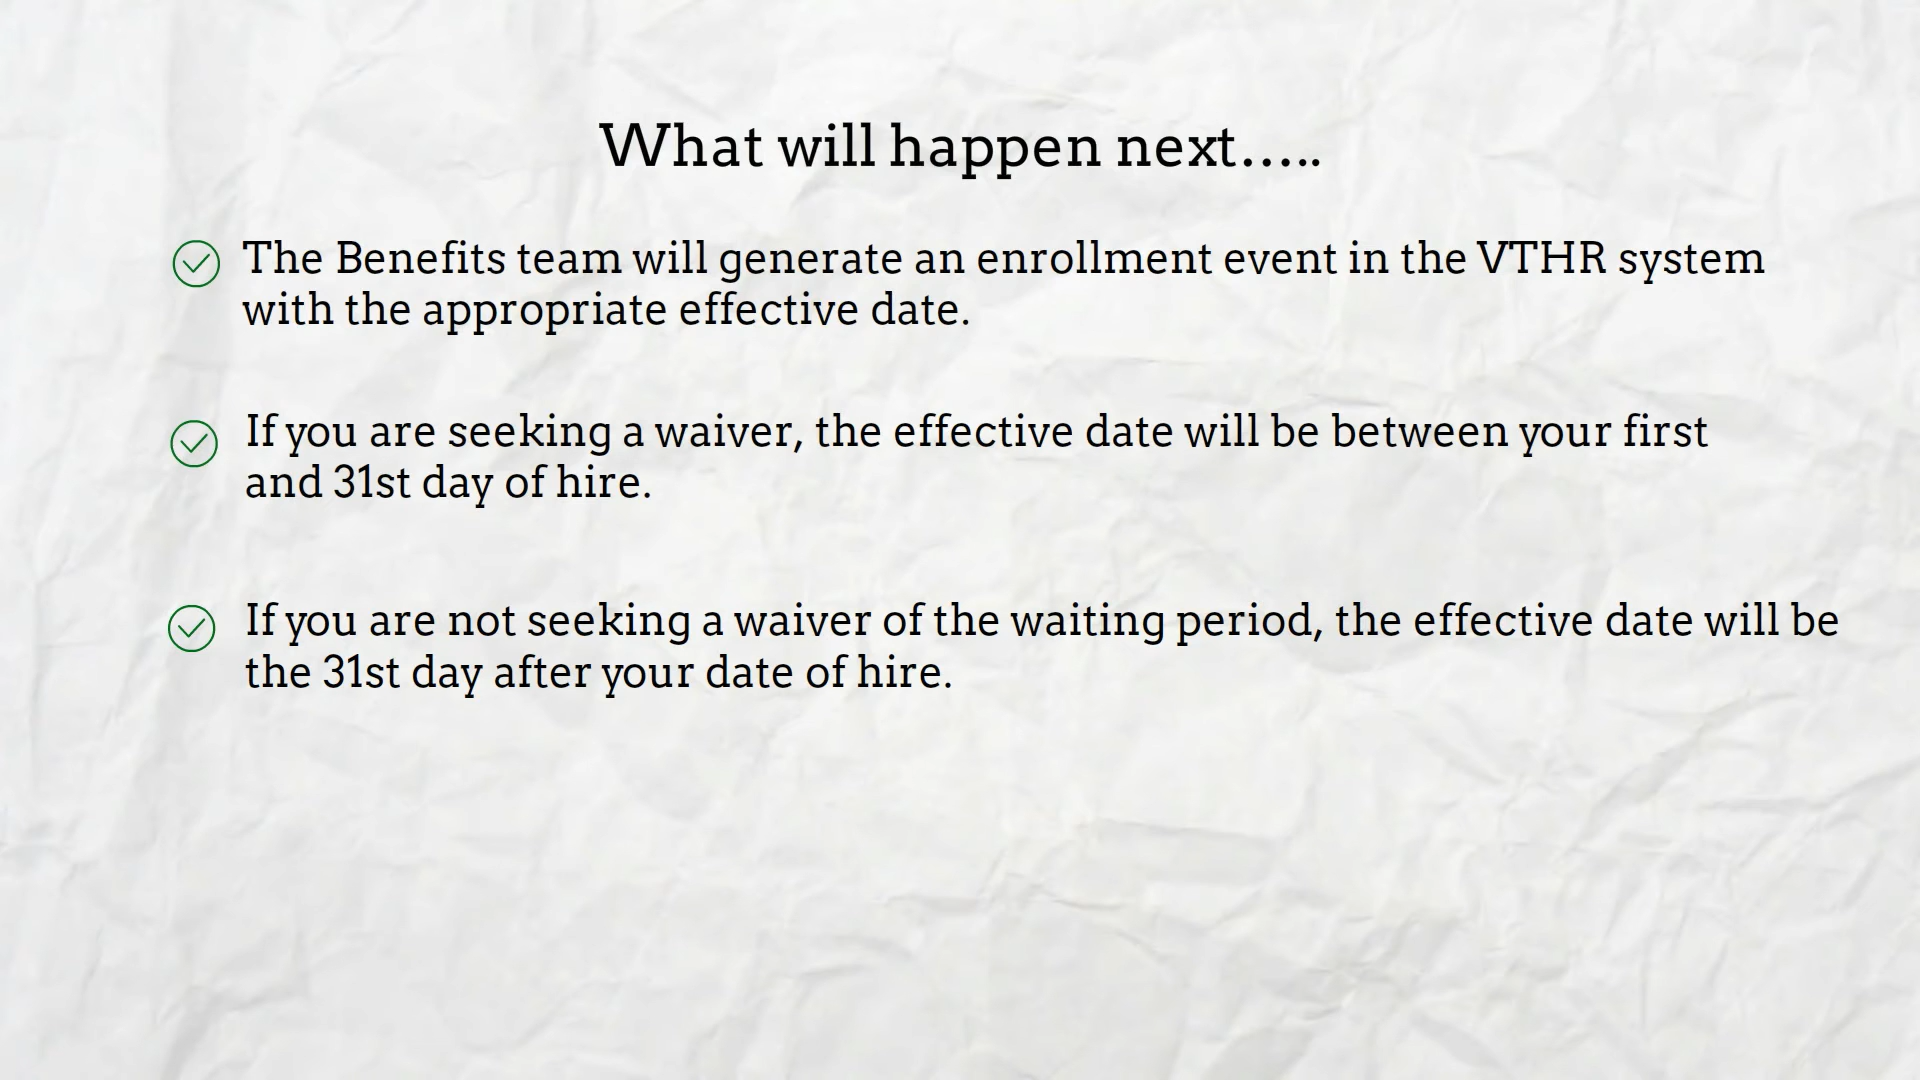 What will happen next…..
The Benefits team will generate an enrollment event in the VTHR system
with the appropriate effective date.
If you are seeking a waiver, the effective date will be between your first
and 31st day of hire.
If you are not seeking a waiver of the waiting period, the effective date will be
the 31st day after your date of hire.